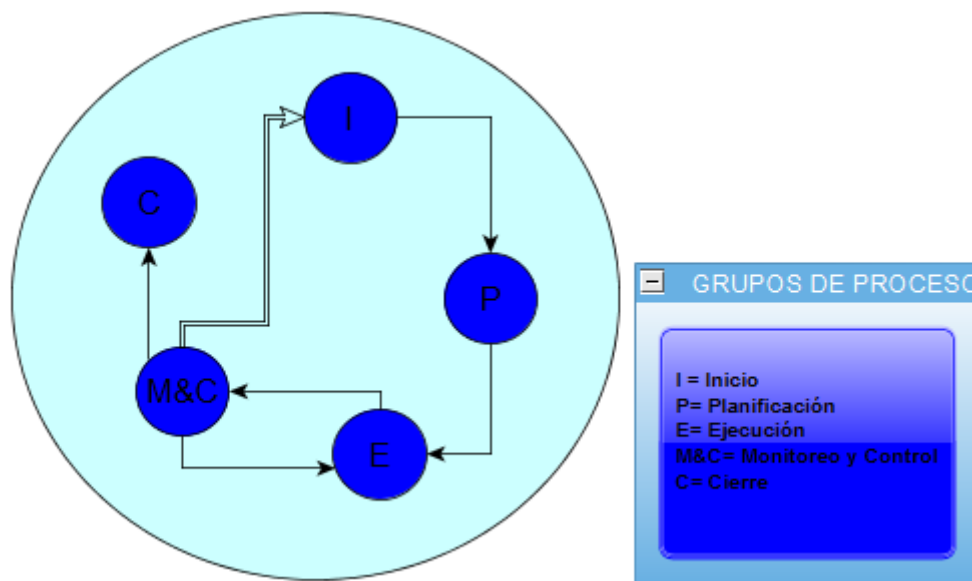 I
C
P
M&C
E
GRUPOS DE PROCESO
I = Inicio
P= Planificación
E= Ejecución
M&C= Monitoreo y Control
C= Cierre